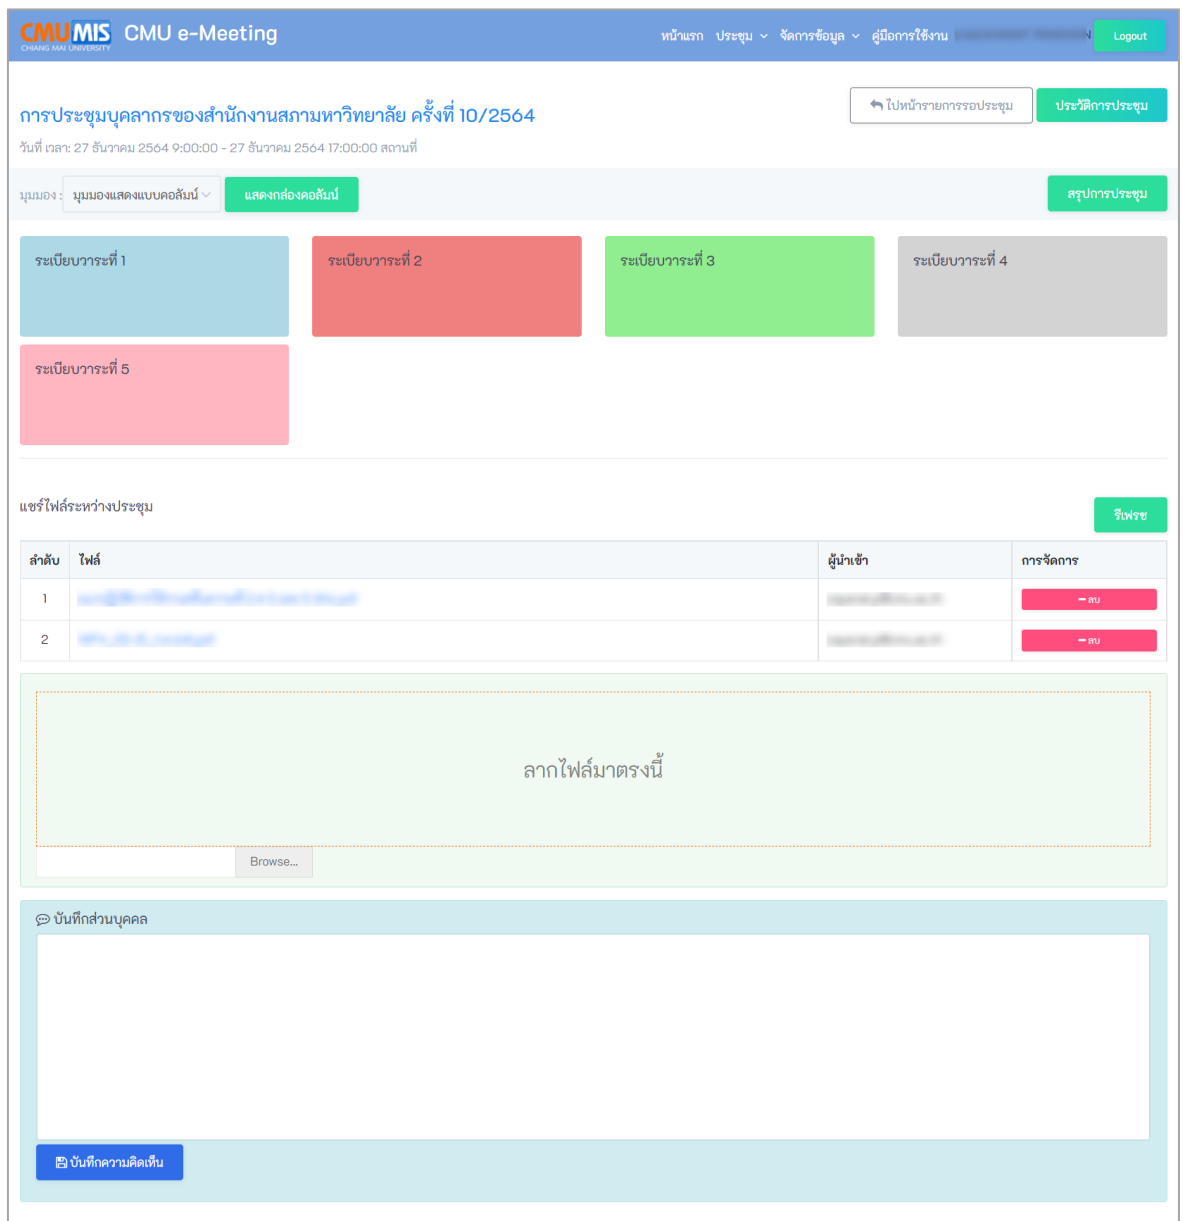 CMU MIS CMU e-Meeting
CHIANG MAI UNIVERSITY
หน้าแรก ประชุม จัดการข้อมูล คู่มือการใช้งาน Logout
ไปหน้ารายการรอประชุม ประวัติการประชุม
การประชุมบุคลากรของสำนักงานสภามหาวิทยาลัย ครั้งที่ 10/2564
วันที่ เวลา: 27 ธันวาคม 2564 9:00:00 - 27 ธันวาคม 2564 17:00:00 สถานที่
มุมมอง : มุมมองแสดงแบบคอลัมน์ แสดงกล่องคอลัมน์ สรุปการประชุม
ระเบียบวาระที่ 1 ระเบียบวาระที่ 2 ระเบียบวาระที่ 3 ระเบียบวาระที่ 4
ระเบียบวาระที่ 5
แชร์ไฟล์ระหว่างประชุม
รีเฟรช
ลำดับ ไฟล์ ผู้นำเข้า การจัดการ
1 ลบ
2 ลบ
ลากไฟล์มาตรงนี้
Browse...
บันทึกส่วนบุคคล
บันทึกความคิดเห็น